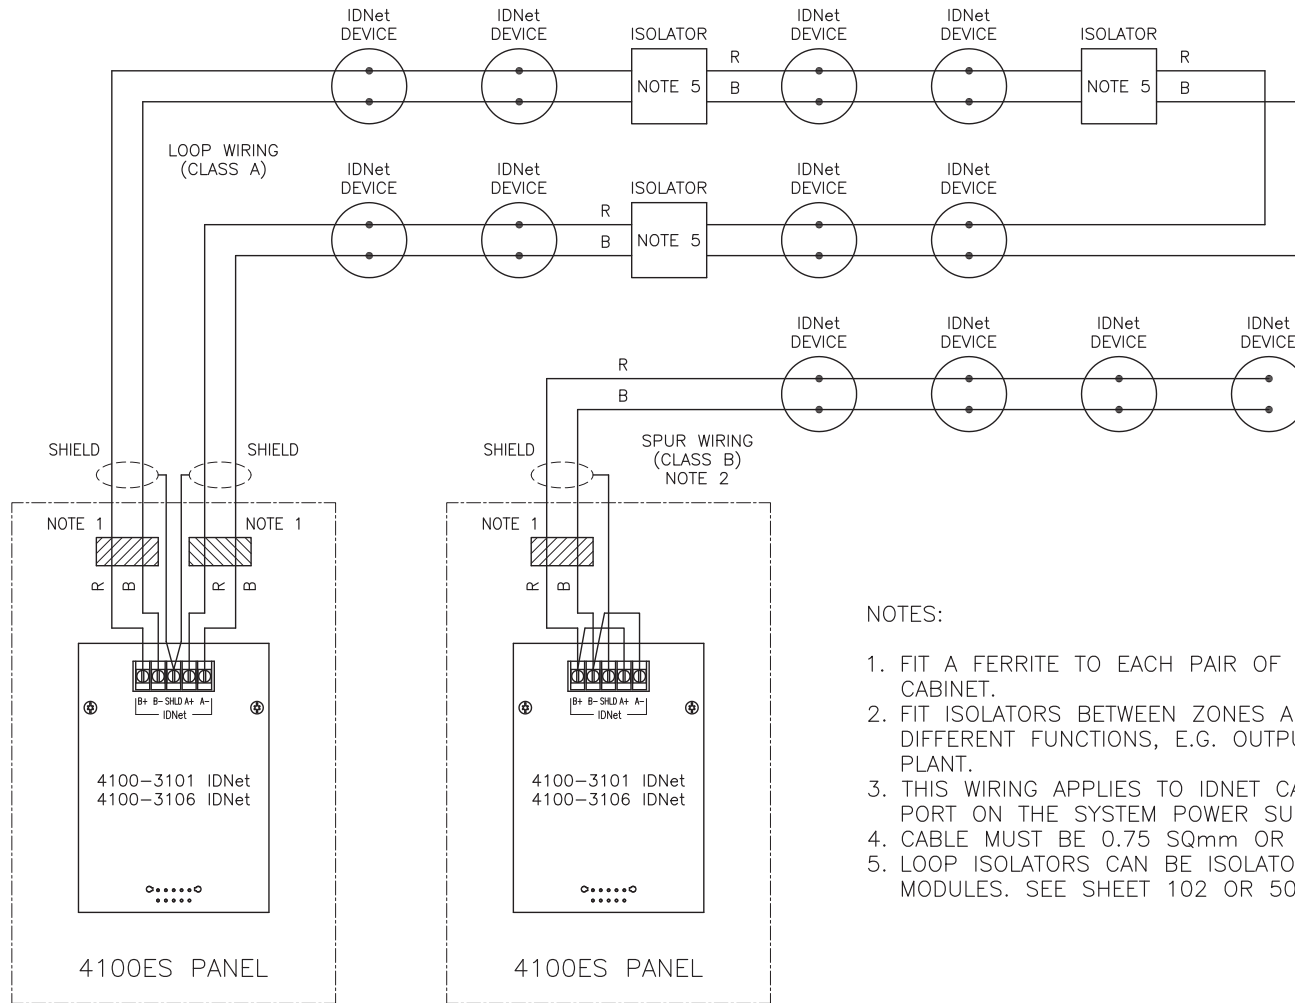 IDNet
DEVICE
IDNet
DEVICE
ISOLATOR
NOTE 5
R
B
IDNet
DEVICE
IDNet
DEVICE
ISOLATOR
NOTE 5
R
B
LOOP WIRING
(CLASS A)
IDNet
DEVICE
IDNet
DEVICE
R
B
ISOLATOR
NOTE 5
IDNet
DEVICE
IDNet
DEVICE
IDNet
DEVICE
IDNet
DEVICE
IDNet
DEVICE
IDNet
DEVICE
R
B
SPUR WIRING
(CLASS B)
NOTE 2
SHIELD
SHIELD
NOTE 1
NOTE 1
R
B
R
B
B+ B- SHLD A+ A-
IDNet
4100-3101 IDNet
4100-3106 IDNet
4100ES PANEL
SHIELD
NOTE 1
R
B
B+ B- SHLD A+ A-
IDNet
4100-3101 IDNet
4100-3106 IDNet
4100ES PANEL
NOTES:
1. FIT A FERRITE TO EACH PAIR OF
CABINET.
2. FIT ISOLATORS BETWEEN ZONES
DIFFERENT FUNCTIONS, E.G.
PLANT.
3. THIS WIRING APPLIES TO IDNET
PORT ON THE SYSTEM POWER
4. CABLE MUST BE 0.75 SQmm OR
5. LOOP ISOLATORS CAN BE
MODULES. SEE SHEET 102 OR